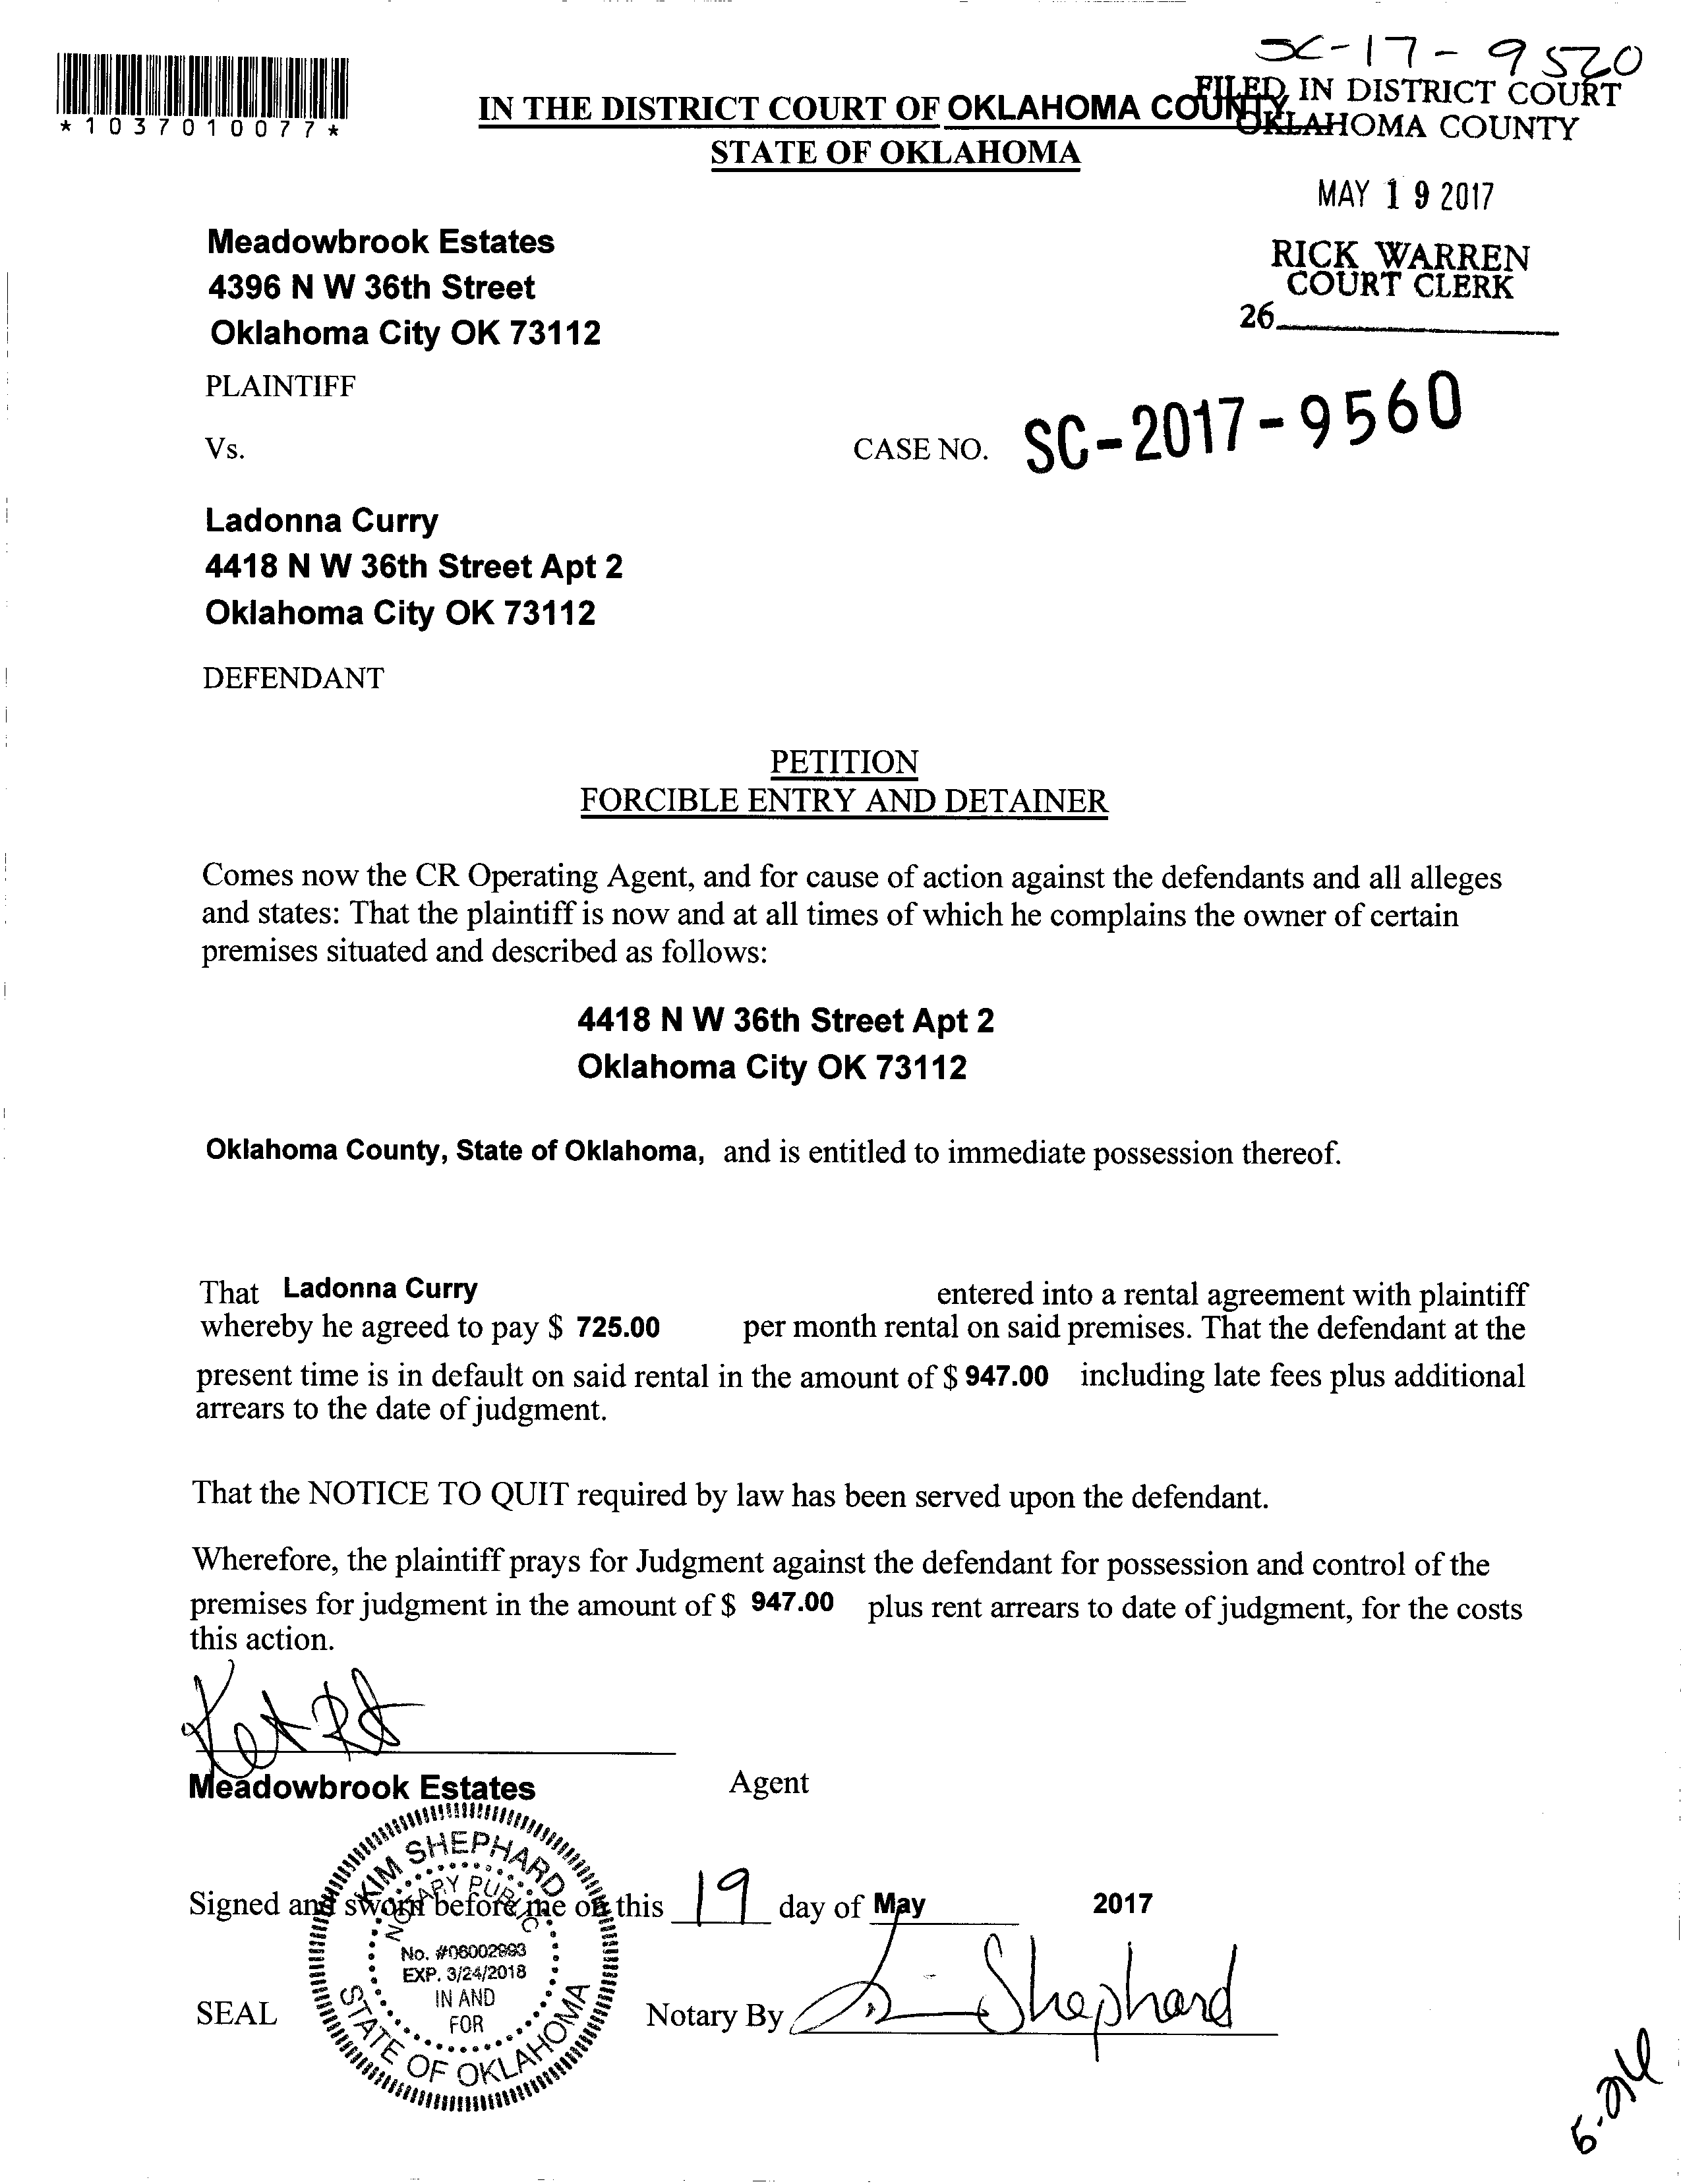 SC-17-9520
*1037010077*
IN THE DISTRICT COURT OF OKLAHOMA COUNTY
STATE OF OKLAHOMA
FILED IN DISTRICT COURT
OKLAHOMA COUNTY
MAY 19 2017
RICK WARREN
COURT CLERK
26
Meadowbrook Estates
4396 N W 36th Street
Oklahoma City OK 73112
PLAINTIFF
Vs.
CASE NO. SC-2017-9560
Ladonna Curry
4418 N W 36th Street Apt 2
Oklahoma City OK 73112
DEFENDANT
PETITION
FORCIBLE ENTRY AND DETAINER
Comes now the CR Operating Agent, and for cause of action against the defendants and all alleges
and states: That the plaintiff is now and at all times of which he complains the owner of certain
premises situated and described as follows:
4418 N W 36th Street Apt 2
Oklahoma City OK 73112
Oklahoma County, State of Oklahoma, and is entitled to immediate possession thereof.
That Ladonna Curry entered into a rental agreement with plaintiff
whereby he agreed to pay $ 725.00 per month rental on said premises. That the defendant at the
present time is in default on said rental in the amount of $ 947.00 including late fees plus additional
arrears to the date of judgment.
That the NOTICE TO QUIT required by law has been served upon the defendant.
Wherefore, the plaintiff prays for Judgment against the defendant for possession and control of the
premises for judgment in the amount of $ 947.00 plus rent arrears to date of judgment, for the costs
this action.
Meadowbrook Estates Agent
Signed and sworn before me on this 19 day of May 2017
KIM SHEPHARD
NOTARY PUBLIC
No. #06002993
EXP. 3/24/2018
IN AND
FOR
STATE OF OKLAHOMA
SEAL
Notary By Shephard